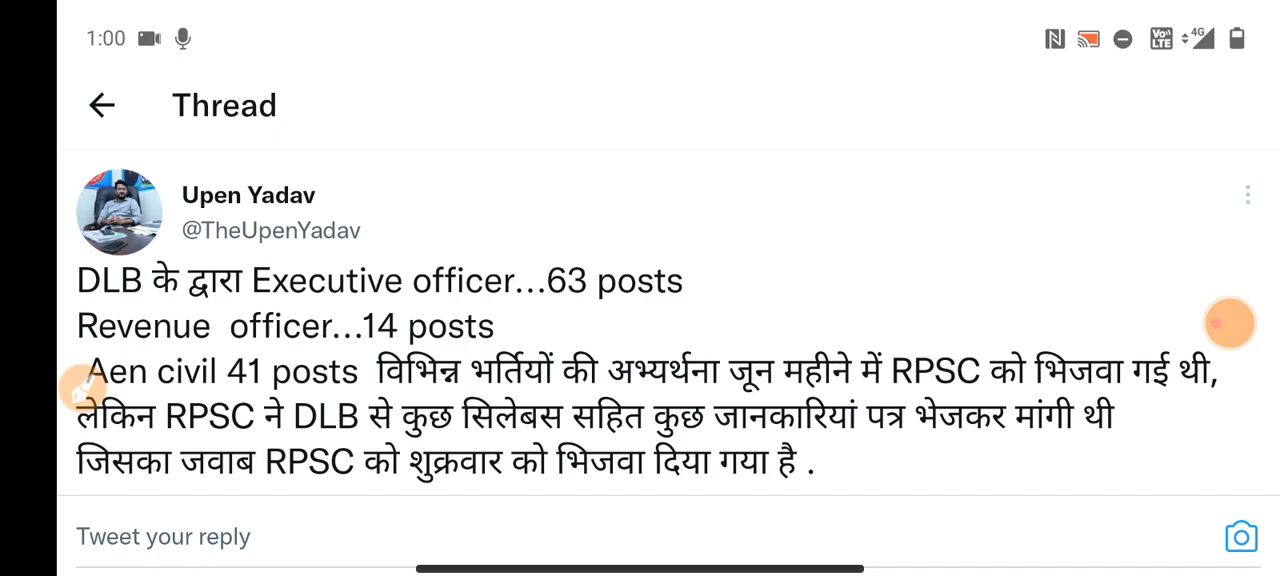 1:00
VoLTE 4G
Thread
Upen Yadav
@TheUpenYadav
DLB के द्वारा Executive officer...63 posts
Revenue officer...14 posts
Aen civil 41 posts विभिन्न भर्तियों की अभ्यर्थना जून महीने में RPSC को भिजवा गई थी,
लेकिन RPSC ने DLB से कुछ सिलेबस सहित कुछ जानकारियां पत्र भेजकर मांगी थी
जिसका जवाब RPSC को शुक्रवार को भिजवा दिया गया है .
Tweet your reply